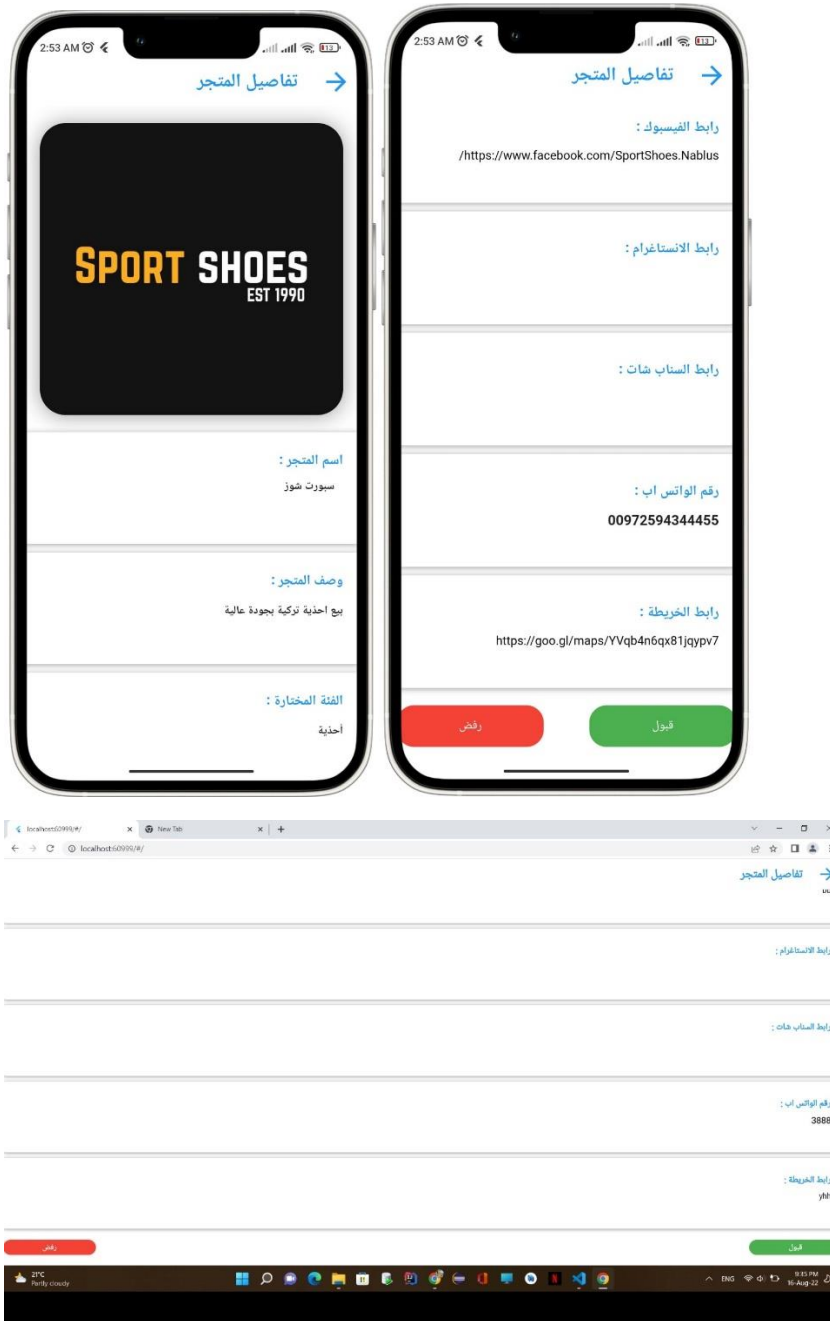 2:53 AM
13
تفاصيل المتجر
SPORT SHOES
EST 1990
اسم المتجر :
سبورت شوز
وصف المتجر :
بيع احذية تركية بجودة عالية
الفئة المختارة :
أحذية
2:53 AM
13
تفاصيل المتجر
رابط الفيسبوك :
/https://www.facebook.com/SportShoes.Nablus
رابط الانستاغرام :
رابط السناب شات :
رقم الواتس اب :
00972594344455
رابط الخريطة :
https://goo.gl/maps/YVqb4n6qx81jqypv7
قبول
رفض
localhost:60999/#/
New Tab
localhost:60999/#/
تفاصيل المتجر
رابط الانستاغرام :
رابط السناب شات :
رقم الواتس اب :
3888
رابط الخريطة :
yhh
قبول
رفض
21°C
Partly cloudy
ENG
9:35 PM
16-Aug-22